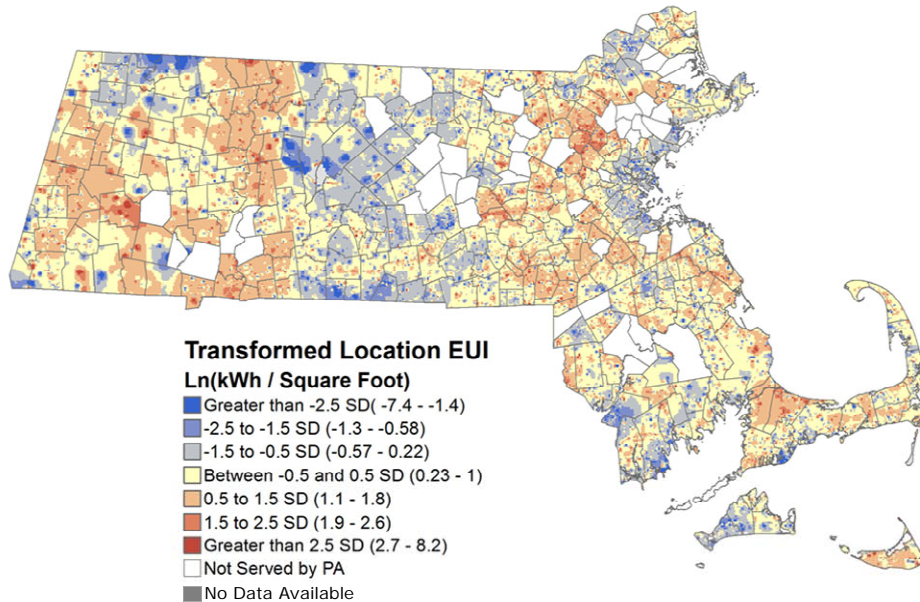 Transformed Location EUI
Ln(kWh / Square Foot)
Greater than -2.5 SD( -7.4 - -1.4)
-2.5 to -1.5 SD (-1.3 - -0.58)
-1.5 to -0.5 SD (-0.57 - 0.22)
Between -0.5 and 0.5 SD (0.23 - 1)
0.5 to 1.5 SD (1.1 - 1.8)
1.5 to 2.5 SD (1.9 - 2.6)
Greater than 2.5 SD (2.7 - 8.2)
Not Served by PA
No Data Available